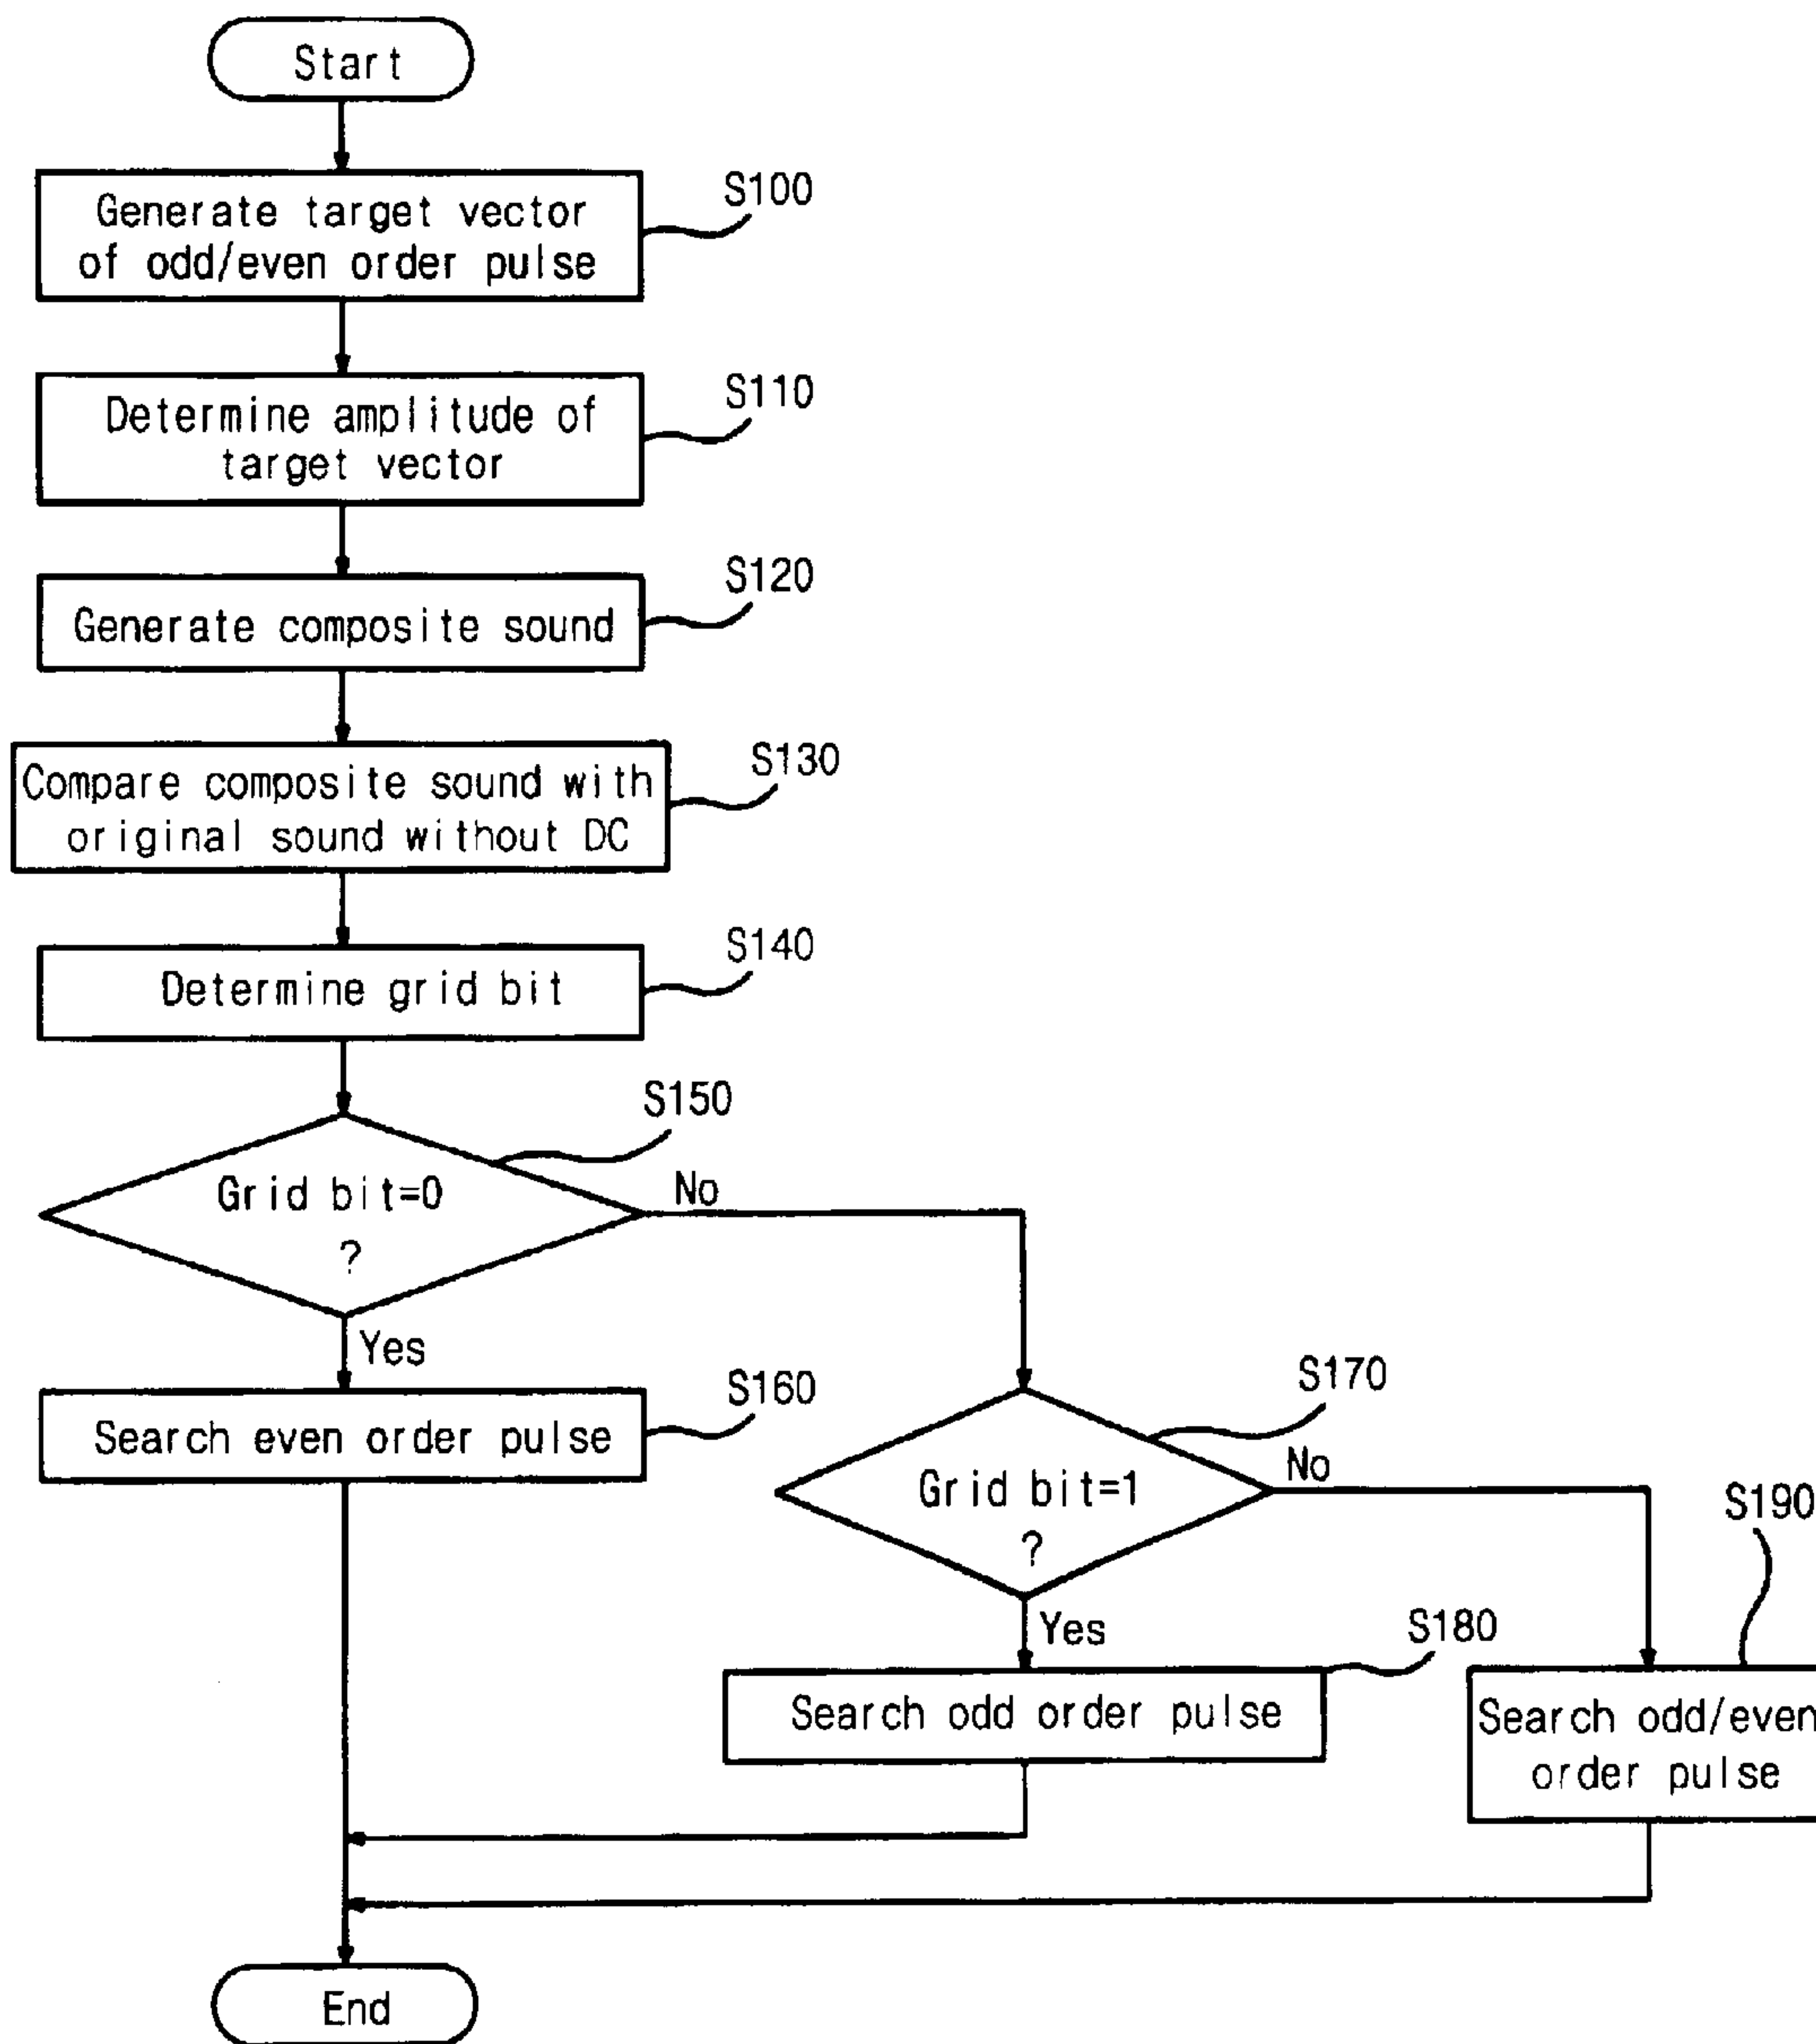 Start
S100
Generate target vector
of odd/even order pulse
S110
Determine amplitude of
target vector
S120
Generate composite sound
S130
Compare composite sound with
original sound without DC
S140
Determine grid bit
S150
Grid bit=0
?
No
Yes
S160
Search even order pulse
S170
Grid bit=1
?
No
Yes
S180
Search odd order pulse
S190
Search odd/even
order pulse
End